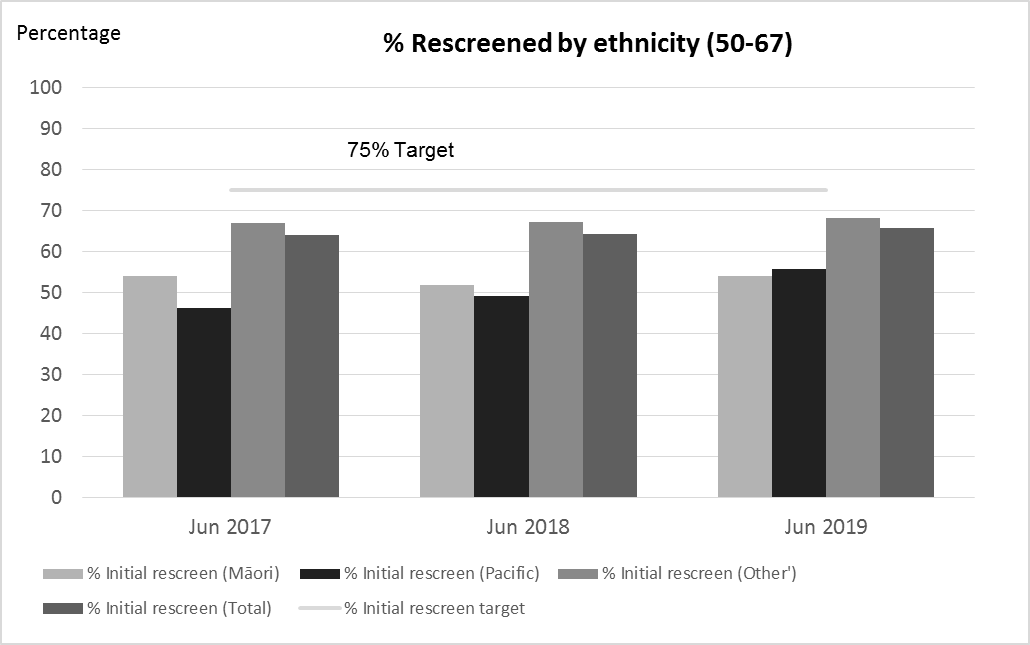 Percentage
% Rescreened by ethnicity (50-67)
100
90
80
70
60
50
40
30
20
10
0
75% Target
Jun 2017
Jun 2018
Jun 2019
% Initial rescreen (Māori)
% Initial rescreen (Pacific)
% Initial rescreen (Other')
% Initial rescreen (Total)
% Initial rescreen target